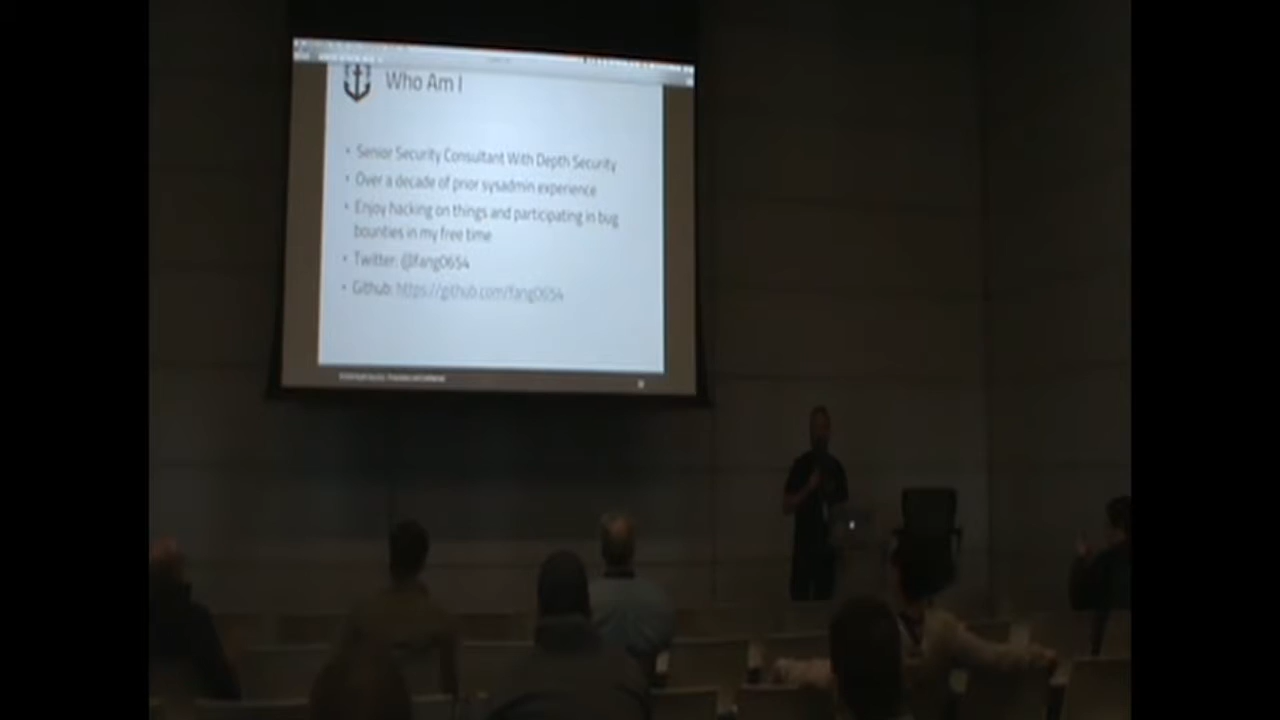 Who Am I
• Senior Security Consultant With Depth Security
• Over a decade of prior sysadmin experience
• Enjoy hacking on things and participating in bug
bounties in my free time
• Twitter: @fang0654
• Github: https://github.com/fang0654